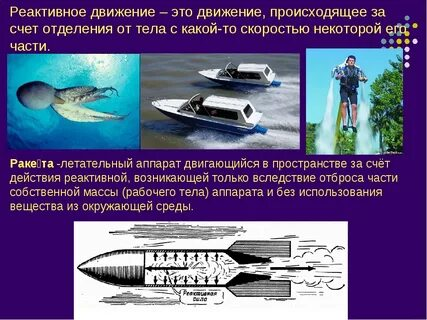 Реактивное движение – это движение, происходящее за
счет отделения от тела с какой-то скоростью некоторой его
части.
Раке́та -летательный аппарат двигающийся в пространстве за счёт
действия реактивной, возникающей только вследствие отброса части
собственной массы (рабочего тела) аппарата и без использования
вещества из окружающей среды.
Реактивная
сила